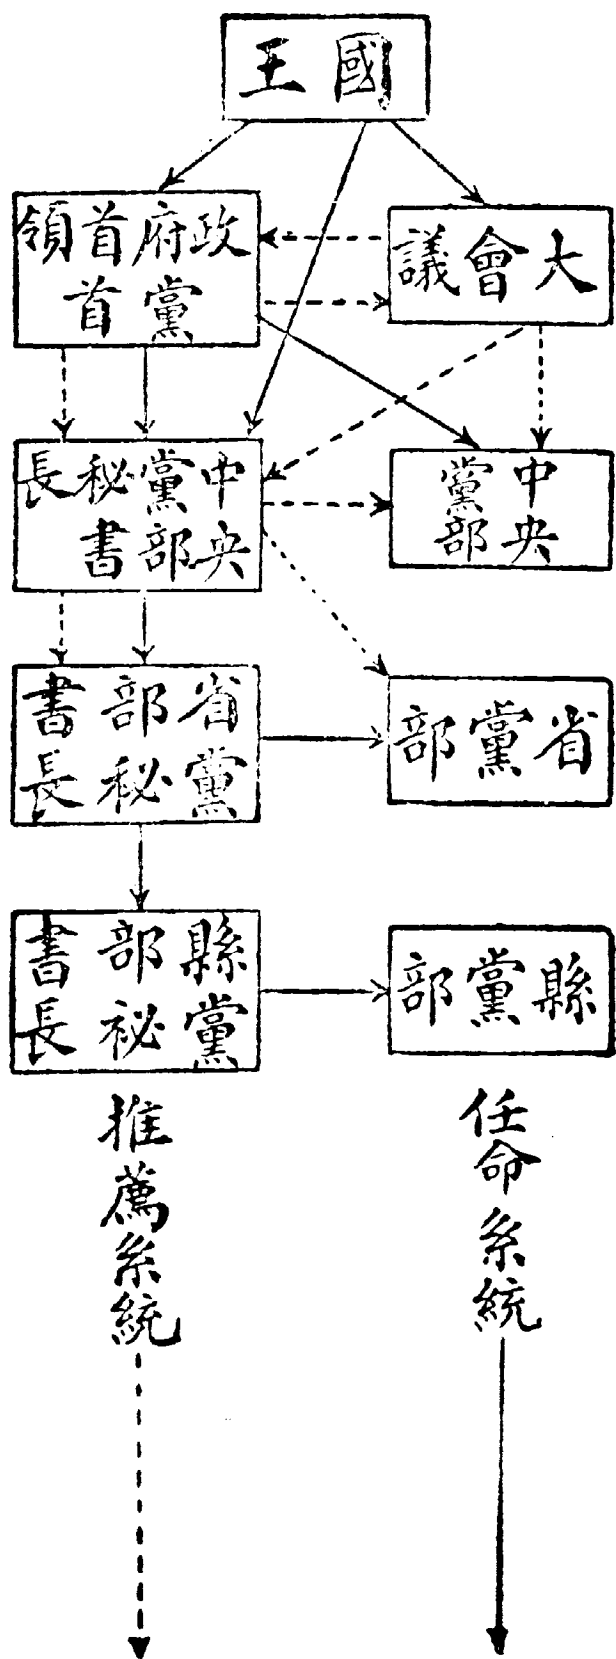 國王
政府首領
黨首
大會議
中央黨部秘書長
中央黨部
省黨部秘書長
省黨部
縣黨部祕書長
縣黨部
任命系統
推薦系統